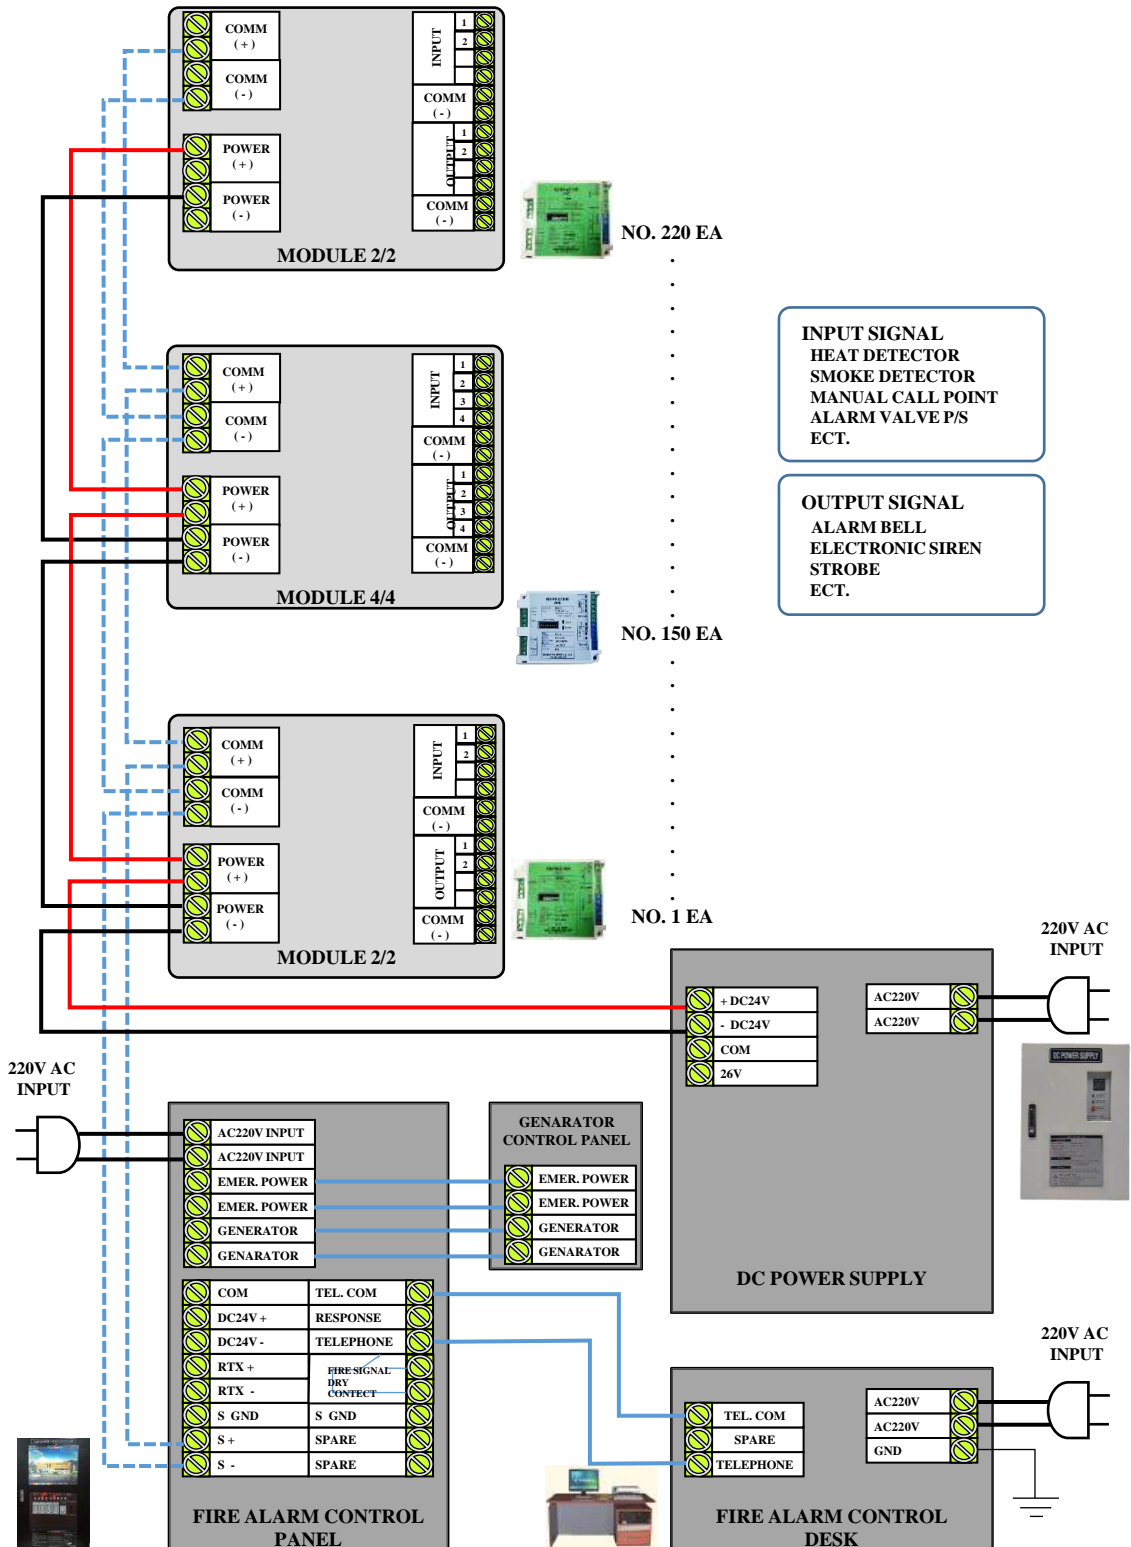 COMM
( + )
COMM
( - )
POWER
( + )
POWER
( - )
INPUT
1
2
COMM
( - )
OUTPUT
1
2
COMM
( - )
MODULE 2/2
NO. 220 EA
COMM
( + )
COMM
( - )
POWER
( + )
POWER
( - )
INPUT
1
2
3
4
COMM
( - )
OUTPUT
1
2
3
4
COMM
( - )
MODULE 4/4
NO. 150 EA
INPUT SIGNAL
HEAT DETECTOR
SMOKE DETECTOR
MANUAL CALL POINT
ALARM VALVE P/S
ECT.
OUTPUT SIGNAL
ALARM BELL
ELECTRONIC SIREN
STROBE
ECT.
COMM
( + )
COMM
( - )
POWER
( + )
POWER
( - )
INPUT
1
2
COMM
( - )
OUTPUT
1
2
COMM
( - )
MODULE 2/2
NO. 1 EA
220V AC
INPUT
+ DC24V
- DC24V
COM
26V
AC220V
AC220V
DC POWER SUPPLY
DC POWER SUPPLY
220V AC
INPUT
AC220V INPUT
AC220V INPUT
EMER. POWER
EMER. POWER
GENERATOR
GENARATOR
GENARATOR
CONTROL PANEL
EMER. POWER
EMER. POWER
GENERATOR
GENARATOR
COM
DC24V +
DC24V -
RTX +
RTX -
S GND
S +
S -
TEL. COM
RESPONSE
TELEPHONE
FIRE SIGNAL
DRY
CONTECT
S GND
SPARE
SPARE
FIRE ALARM CONTROL
PANEL
220V AC
INPUT
TEL. COM
SPARE
TELEPHONE
AC220V
AC220V
GND
FIRE ALARM CONTROL
DESK